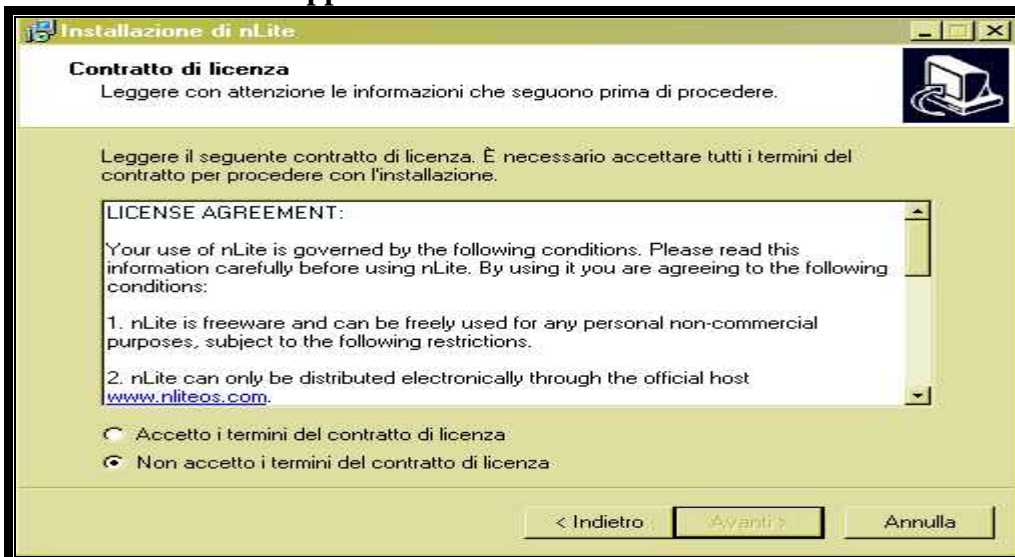 Installazione di nLite
Contratto di licenza
Leggere con attenzione le informazioni che seguono prima di procedere.
Leggere il seguente contratto di licenza. È necessario accettare tutti i termini del
contratto per procedere con l'installazione.
LICENSE AGREEMENT:
Your use of nLite is governed by the following conditions. Please read this
information carefully before using nLite. By using it you are agreeing to the following
conditions:
1. nLite is freeware and can be freely used for any personal non-commercial
purposes, subject to the following restrictions.
2. nLite can only be distributed electronically through the official host
www.nliteos.com.
Accetto i termini del contratto di licenza
Non accetto i termini del contratto di licenza
< Indietro
Avanti >
Annulla